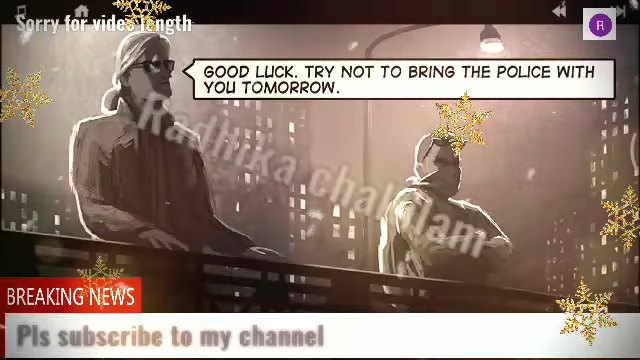 Sorry for video length
R
GOOD LUCK. TRY NOT TO BRING THE POLICE WITH
YOU TOMORROW.
Radhika chalulam
BREAKING NEWS
Pls subscribe to my channel